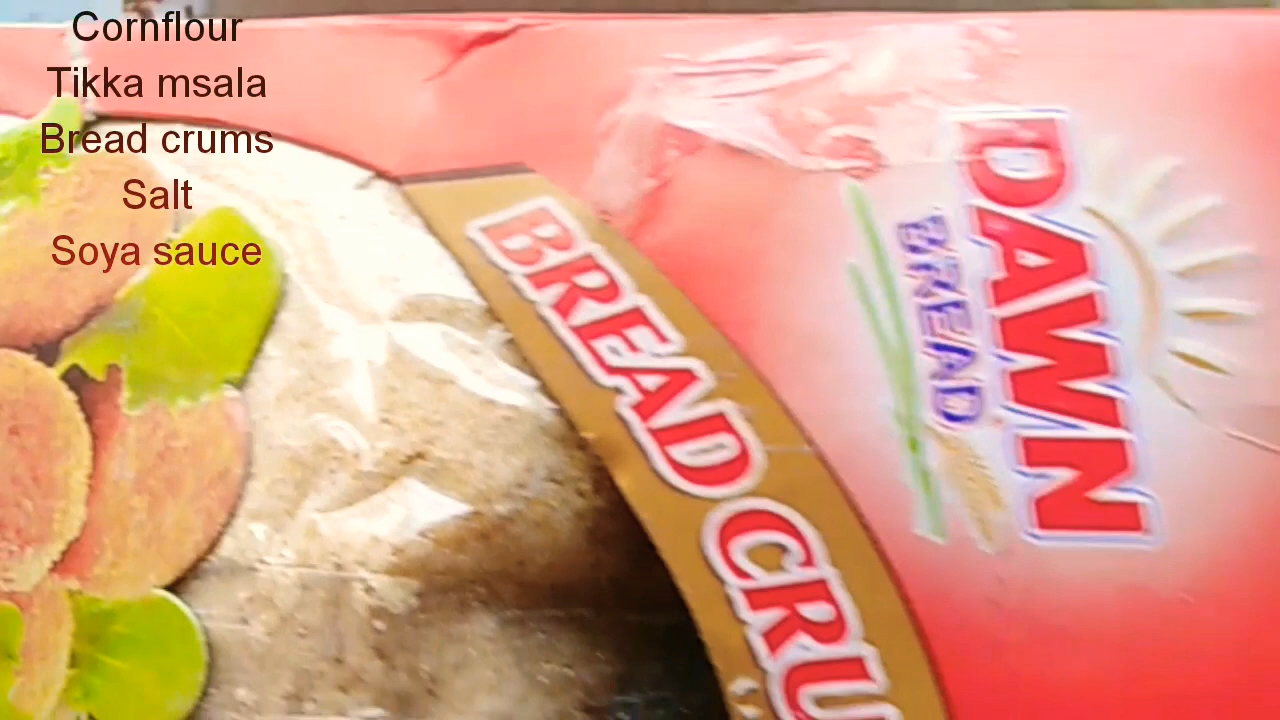 Cornflour
Tikka msala
Bread crums
Salt
Soya sauce
DAWN
BREAD
BREAD CRU